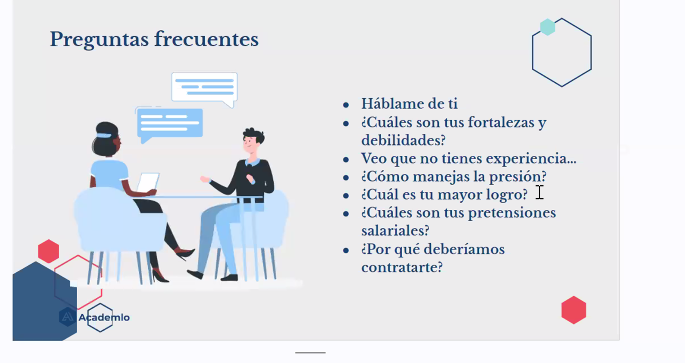 Preguntas frecuentes
● Háblame de ti
● ¿Cuáles son tus fortalezas y
debilidades?
● Veo que no tienes experiencia...
● ¿Cómo manejas la presión?
● ¿Cuál es tu mayor logro?
● ¿Cuáles son tus pretensiones
salariales?
● ¿Por qué deberíamos
contratarte?
Academlo